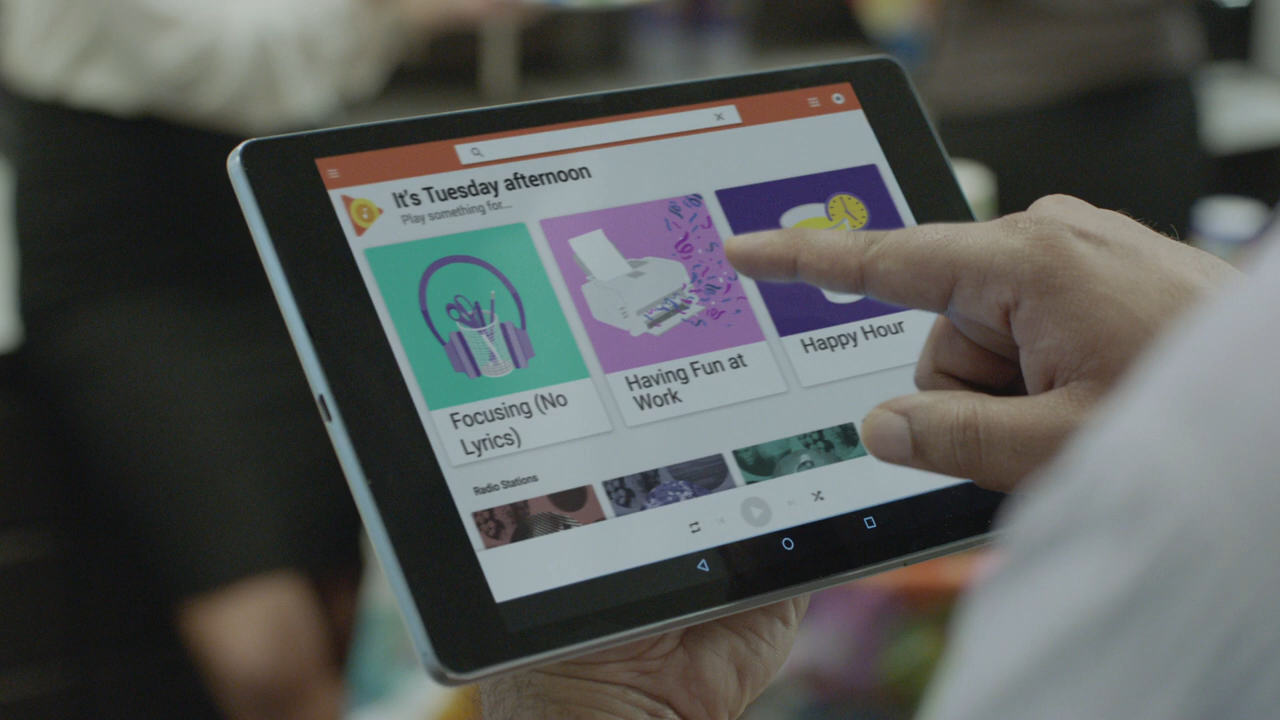 It's Tuesday afternoon
Play something for...
Focusing (No
Lyrics)
Having Fun at
Work
Happy Hour
Radio Stations